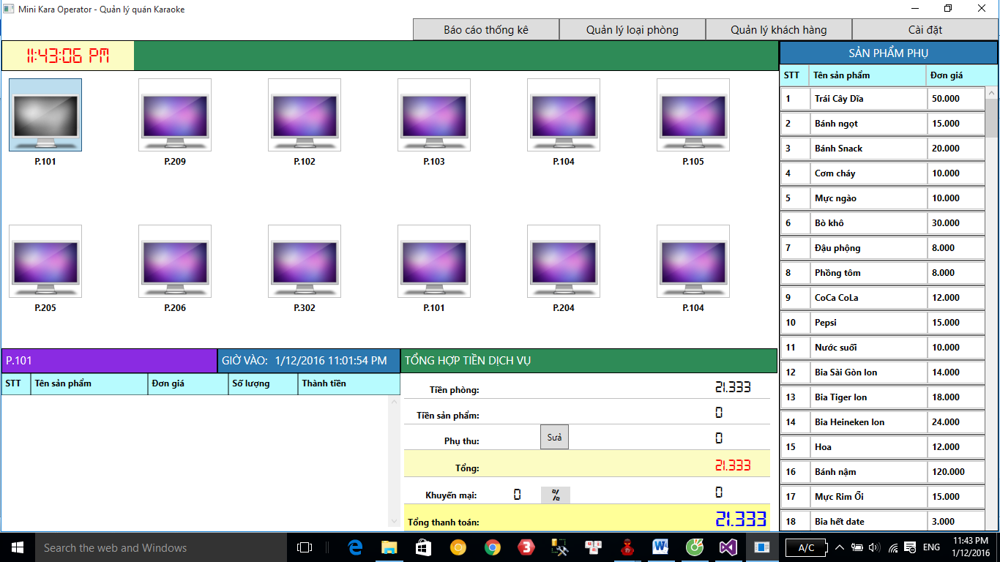 Mini Kara Operator - Quản lý quán Karaoke
Báo cáo thống kê Quản lý loại phòng Quản lý khách hàng Cài đặt
11:43:06 PM
P.101 P.209 P.102 P.103 P.104 P.105
P.205 P.206 P.302 P.101 P.204 P.104
SẢN PHẨM PHỤ
STT Tên sản phẩm Đơn giá
1 Trái Cây Dĩa 50.000
2 Bánh ngọt 15.000
3 Bánh Snack 20.000
4 Cơm cháy 10.000
5 Mực ngào 10.000
6 Bò khô 30.000
7 Đậu phộng 8.000
8 Phồng tôm 8.000
9 CoCa CoLa 12.000
10 Pepsi 15.000
11 Nước suối 10.000
12 Bia Sài Gòn lon 14.000
13 Bia Tiger lon 18.000
14 Bia Heineken lon 24.000
15 Hoa 12.000
16 Bánh nậm 120.000
17 Mực Rim Ổi 15.000
18 Bia hết date 3.000
P.101 GIỜ VÀO: 1/12/2016 11:01:54 PM
STT Tên sản phẩm Đơn giá Số lượng Thành tiền
TỔNG HỢP TIỀN DỊCH VỤ
Tiền phòng: 21.333
Tiền sản phẩm: 0
Phụ thu: Sưả 0
Tổng: 21.333
Khuyến mại: 0 % 0
Tổng thanh toán: 21.333
Search the web and Windows
A/C ENG 11:43 PM
1/12/2016